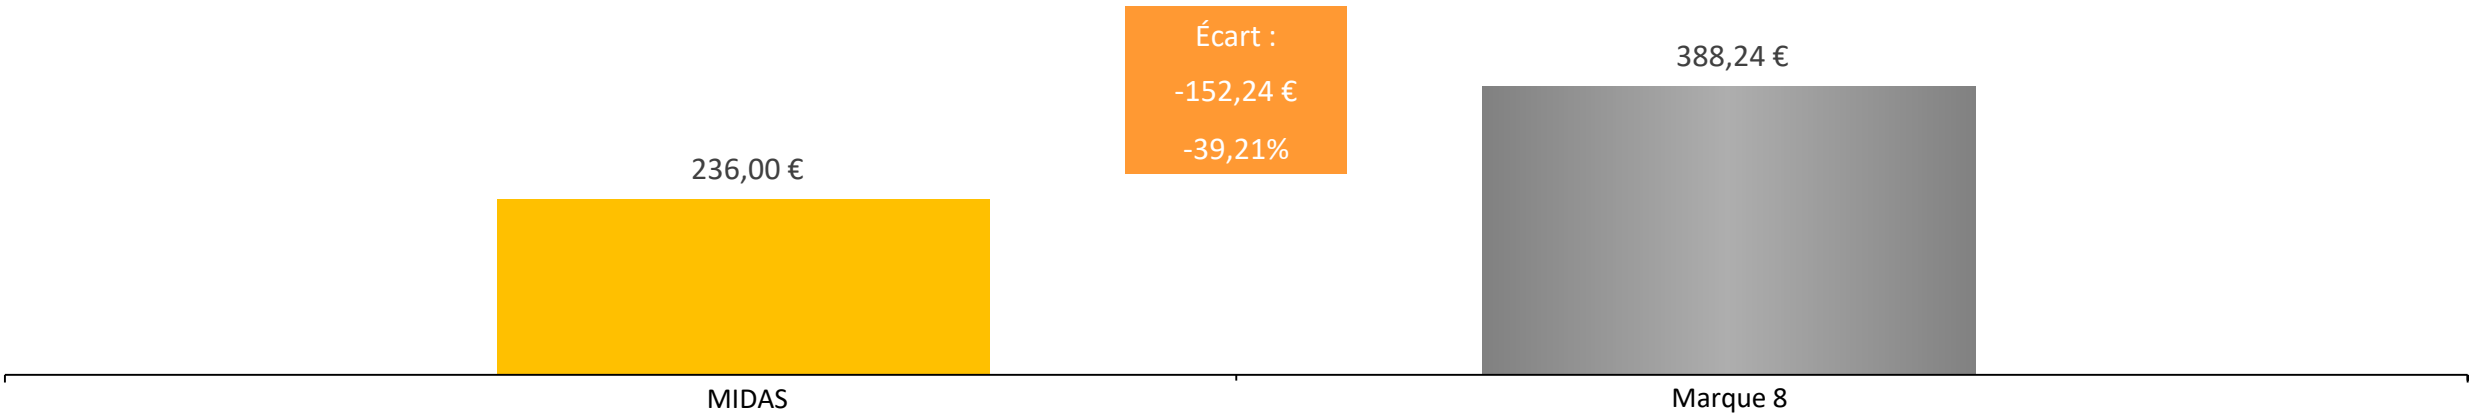 Écart :
-152,24 €
-39,21%
388,24 €
236,00 €
MIDAS
Marque 8